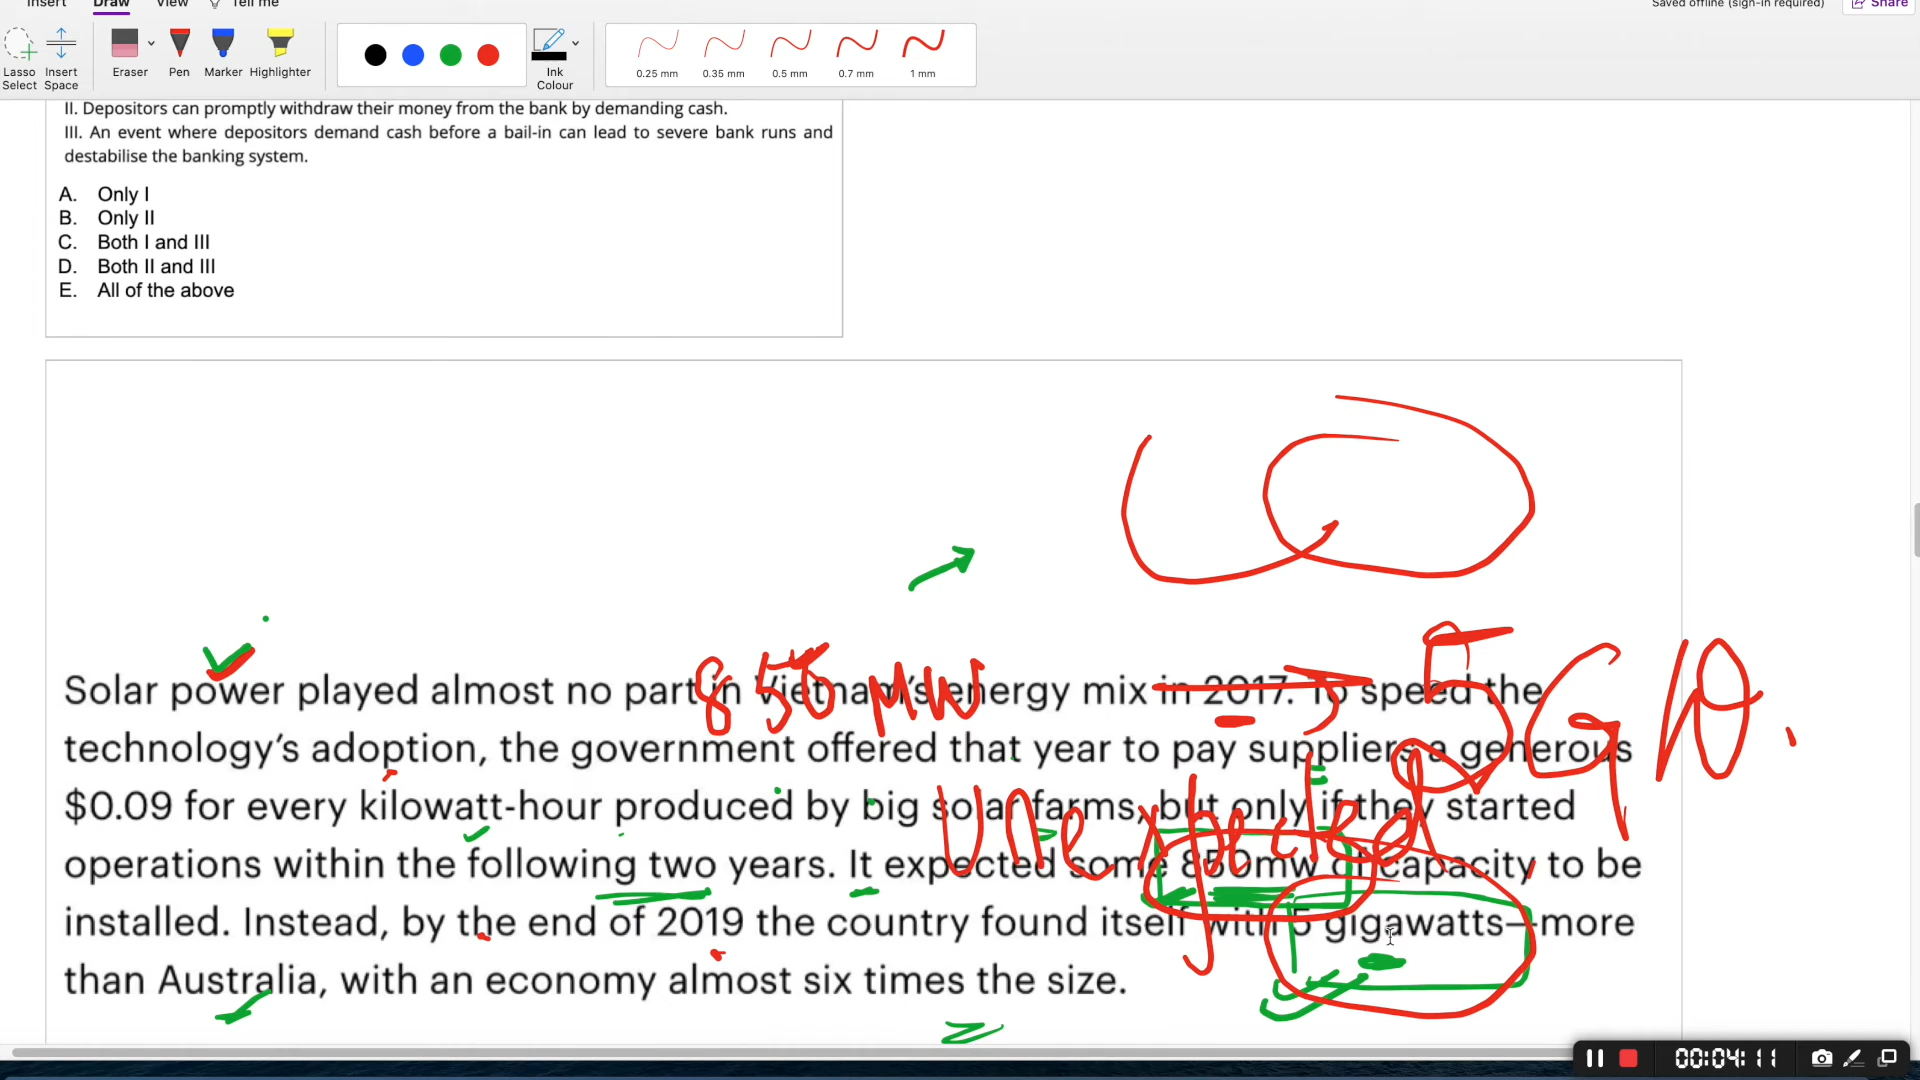 Insert Draw View Tell me Saved offline (sign-in required) Share
Lasso Select Insert Space Eraser Pen Marker Highlighter Ink Colour 0.25 mm 0.35 mm 0.5 mm 0.7 mm 1 mm
II. Depositors can promptly withdraw their money from the bank by demanding cash.
III. An event where depositors demand cash before a bail-in can lead to severe bank runs and
destabilise the banking system.
A. Only I
B. Only II
C. Both I and III
D. Both II and III
E. All of the above
850 MW 5 GW.
Solar power played almost no part in Vietnam's energy mix in 2017. To speed the
technology's adoption, the government offered that year to pay suppliers a generous
Unexpected
$0.09 for every kilowatt-hour produced by big solar farms, but only if they started
operations within the following two years. It expected some 850mw of capacity to be
installed. Instead, by the end of 2019 the country found itself with 5 gigawatts—more
than Australia, with an economy almost six times the size.
00:04:11